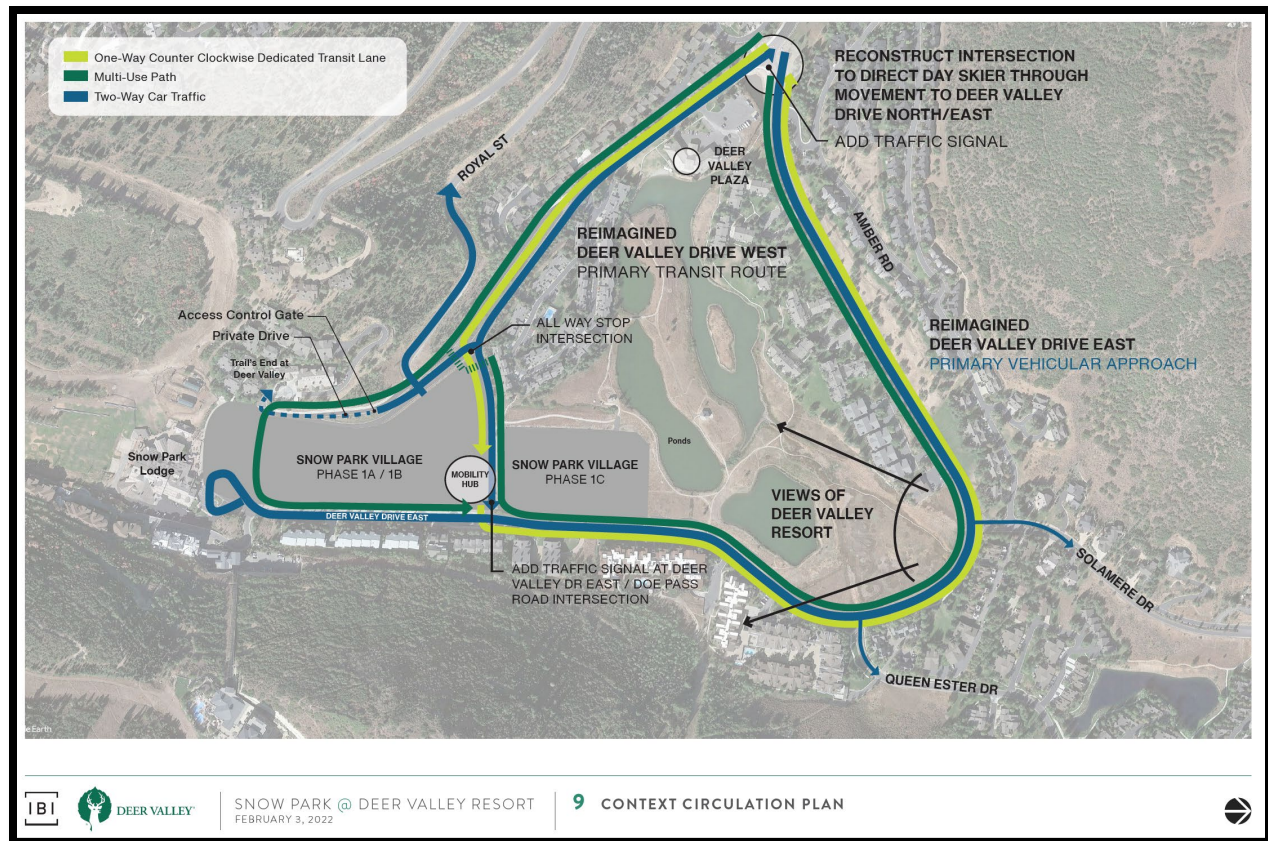 One-Way Counter Clockwise Dedicated Transit Lane
Multi-Use Path
Two-Way Car Traffic
RECONSTRUCT INTERSECTION
TO DIRECT DAY SKIER THROUGH
MOVEMENT TO DEER VALLEY
DRIVE NORTH/EAST
ADD TRAFFIC SIGNAL
ROYAL ST
DEER
VALLEY
PLAZA
AMBER RD
REIMAGINED
DEER VALLEY DRIVE WEST
PRIMARY TRANSIT ROUTE
Access Control Gate
Private Drive
Trail's End at
Deer Valley
ALL WAY STOP
INTERSECTION
REIMAGINED
DEER VALLEY DRIVE EAST
PRIMARY VEHICULAR APPROACH
Snow Park
Lodge
SNOW PARK VILLAGE
PHASE 1A / 1B
MOBILITY
HUB
SNOW PARK VILLAGE
PHASE 1C
Ponds
VIEWS OF
DEER VALLEY
RESORT
DEER VALLEY DRIVE EAST
ADD TRAFFIC SIGNAL AT DEER
VALLEY DR EAST / DOE PASS
ROAD INTERSECTION
SOLAMERE DR
QUEEN ESTER DR
e Earth
IBI
DEER VALLEY
SNOW PARK @ DEER VALLEY RESORT
FEBRUARY 3, 2022
9 CONTEXT CIRCULATION PLAN